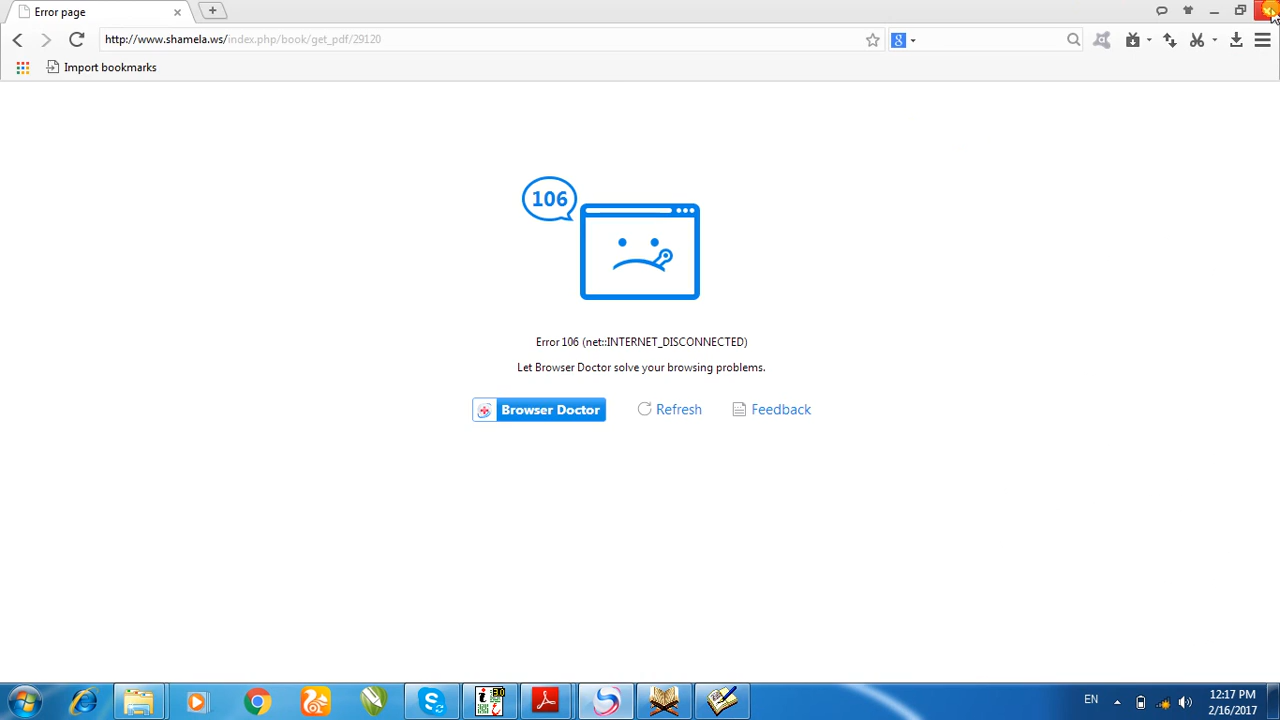 Error page
http://www.shamela.ws/index.php/book/get_pdf/29120
Import bookmarks
106
Error 106 (net::INTERNET_DISCONNECTED)
Let Browser Doctor solve your browsing problems.
Browser Doctor Refresh Feedback
EN
12:17 PM
2/16/2017